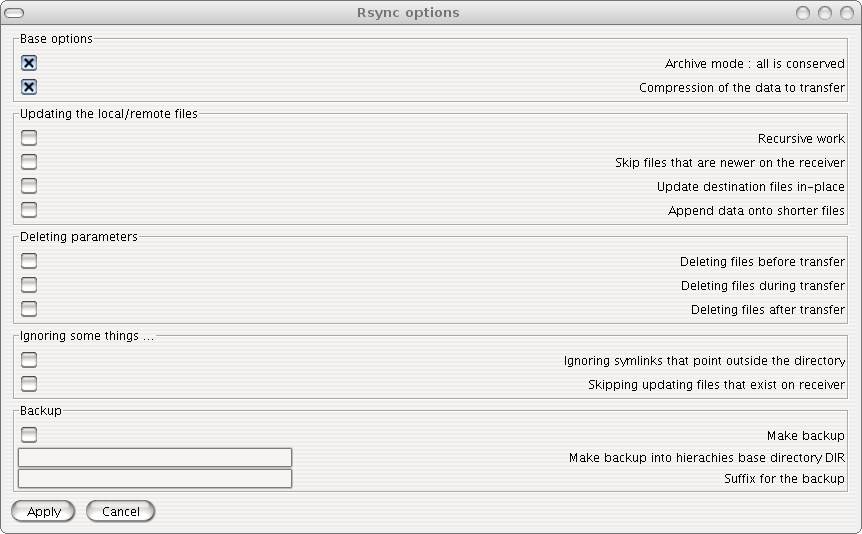 Rsync options
Base options
Archive mode : all is conserved
Compression of the data to transfer
Updating the local/remote files
Recursive work
Skip files that are newer on the receiver
Update destination files in-place
Append data onto shorter files
Deleting parameters
Deleting files before transfer
Deleting files during transfer
Deleting files after transfer
Ignoring some things ...
Ignoring symlinks that point outside the directory
Skipping updating files that exist on receiver
Backup
Make backup
Make backup into hierachies base directory DIR
Suffix for the backup
Apply Cancel